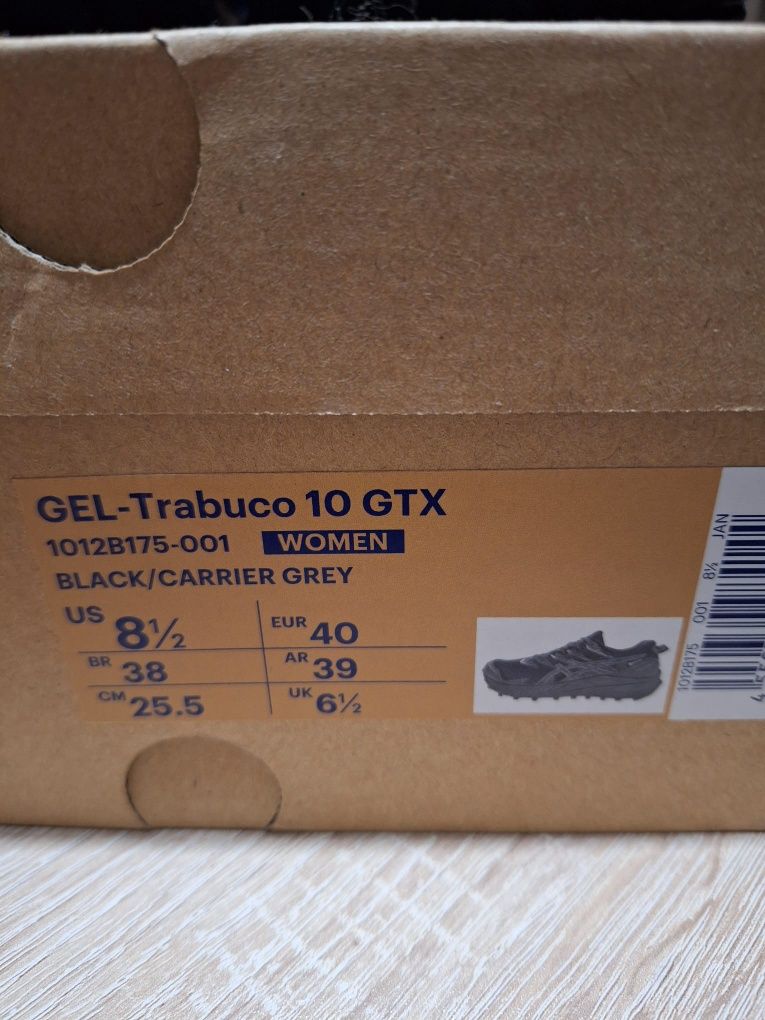 GEL-Trabuco 10 GTX
1012B175-001 WOMEN
BLACK/CARRIER GREY
US 8½ EUR 40
BR 38 AR 39
CM 25.5 UK 6½
1012B175 001 8½ JAN